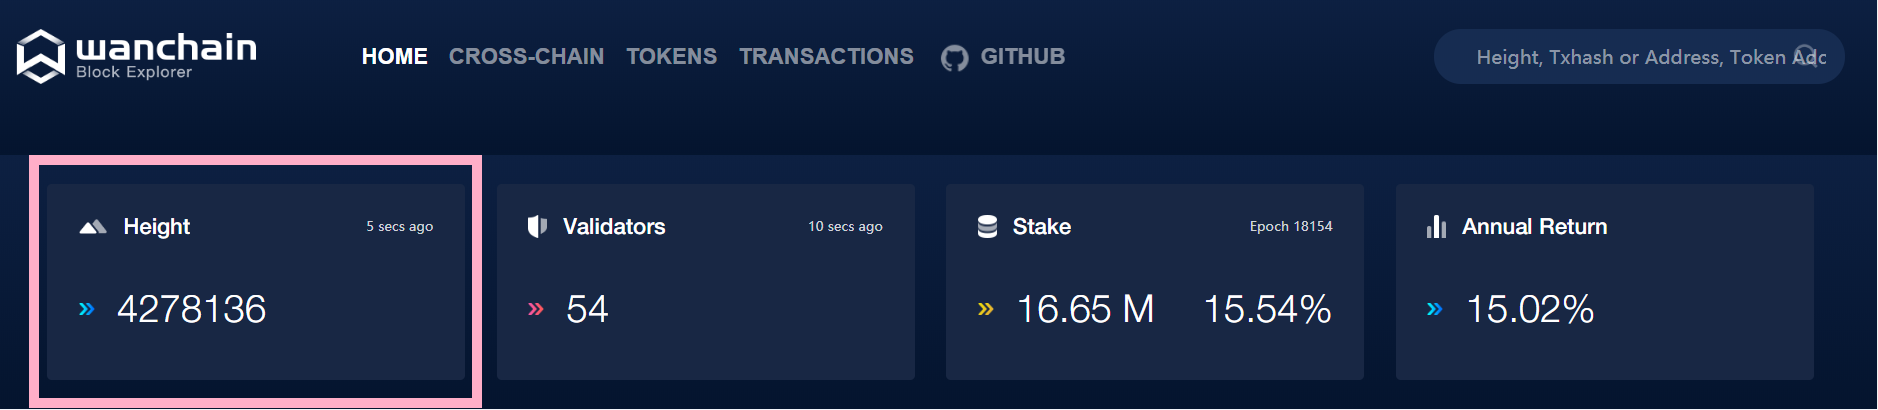 wanchain
Block Explorer
HOME CROSS-CHAIN TOKENS TRANSACTIONS GITHUB
Height, Txhash or Address, Token Adc
Height 5 secs ago
4278136
Validators 10 secs ago
54
Stake Epoch 18154
16.65 M 15.54%
Annual Return
15.02%